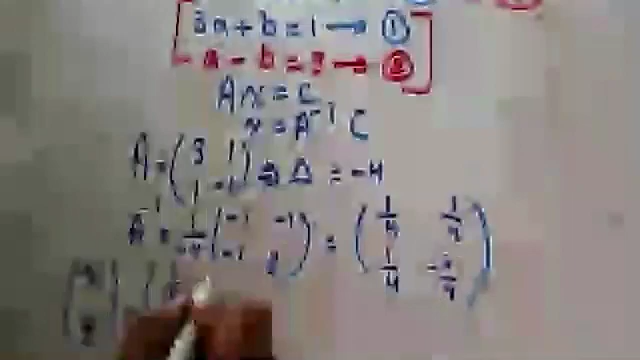 3a + b = 1 → ①
a - b = 3 → ②
Ax = C
x = A⁻¹ C
A = (3 1 1 -1) ⇒ Δ = -4
A⁻¹ = 1/-4 (-1 -1 -1 3) = (1/4 1/4 1/4 -3/4)